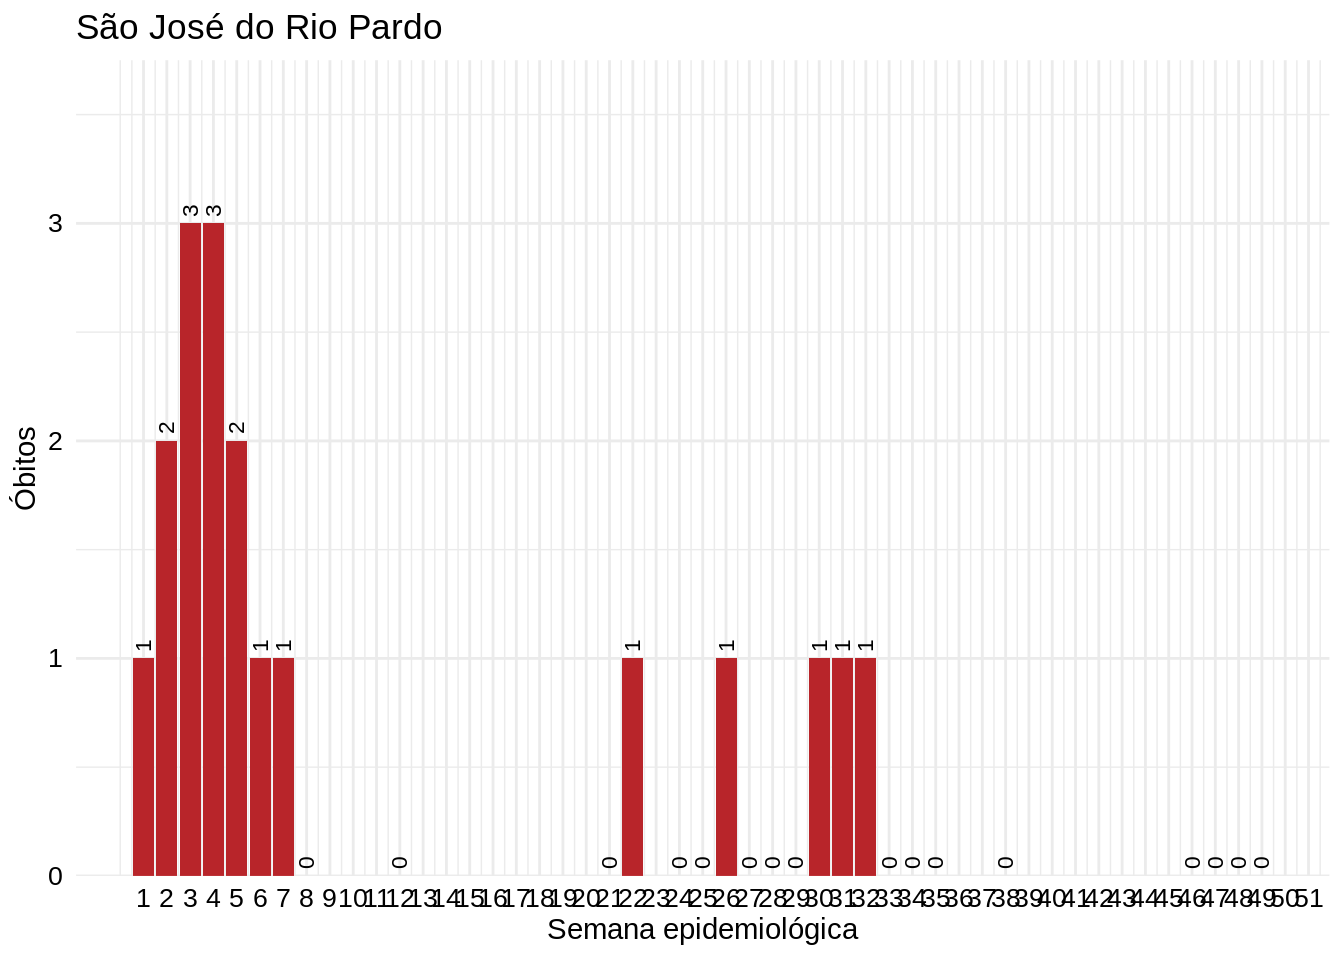 São José do Rio Pardo
Óbitos
3
2
1
0
1 2 3 3 2 1 1 0 0 0 1 0 0 1 0 0 0 1 1 1 0 0 0 0 0 0 0 0
1 2 3 4 5 6 7 8 9 10 11 12 13 14 15 16 17 18 19 20 21 22 23 24 25 26 27 28 29 30 31 32 33 34 35 36 37 38 39 40 41 42 43 44 45 46 47 48 49 50 51
Semana epidemiológica